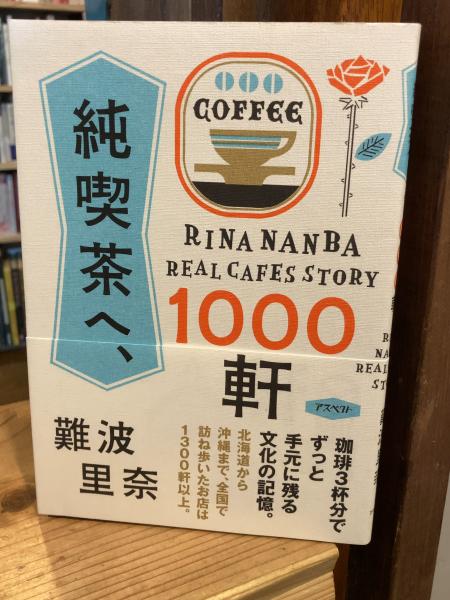 純喫茶へ、
COFFEE
RINA NANBA
REAL CAFES STORY
1000
軒
難波
里奈
アスペクト
珈琲3杯分で
ずっと
手元に残る
文化の記憶。
北海道から
沖縄まで、全国で
訪ね歩いたお店は
1300軒以上。
R
NA
REAL
ST